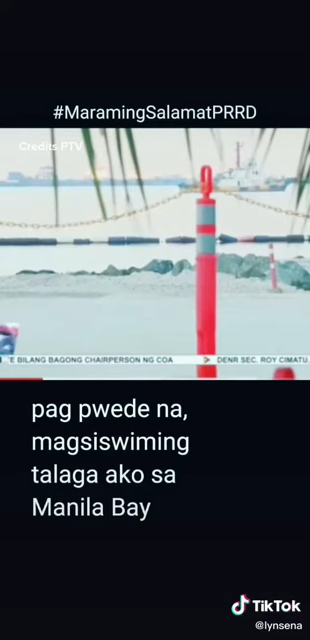 #MaramingSalamatPRRD
Credits PTV
E BILANG BAGONG CHAIRPERSON NG COA
DENR SEC. ROY CIMATU
pag pwede na,
magsiswiming
talaga ako sa
Manila Bay
TikTok
@lynsena